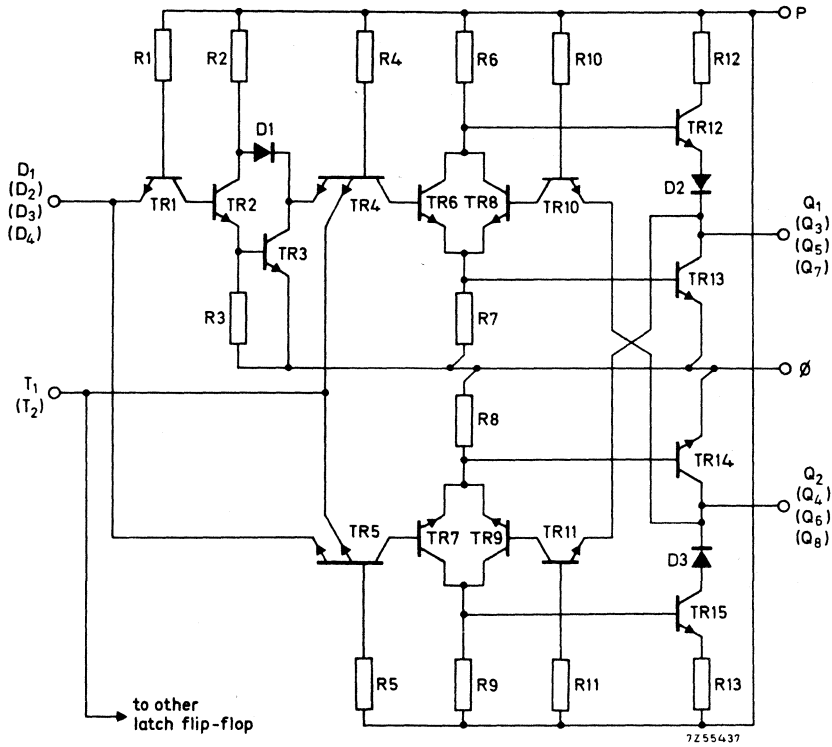 P
R1
R2
R4
R6
R10
R12
D1
TR12
D2
D₁
(D₂)
(D₃)
(D₄)
TR1
TR2
TR4
TR6
TR8
TR10
Q₁
(Q₃)
(Q₅)
(Q₇)
TR3
TR13
R3
R7
Ø
T₁
(T₂)
R8
TR14
Q₂
(Q₄)
(Q₆)
(Q₈)
TR5
TR7
TR9
TR11
D3
TR15
R5
R9
R11
R13
to other
latch flip-flop
7Z55437